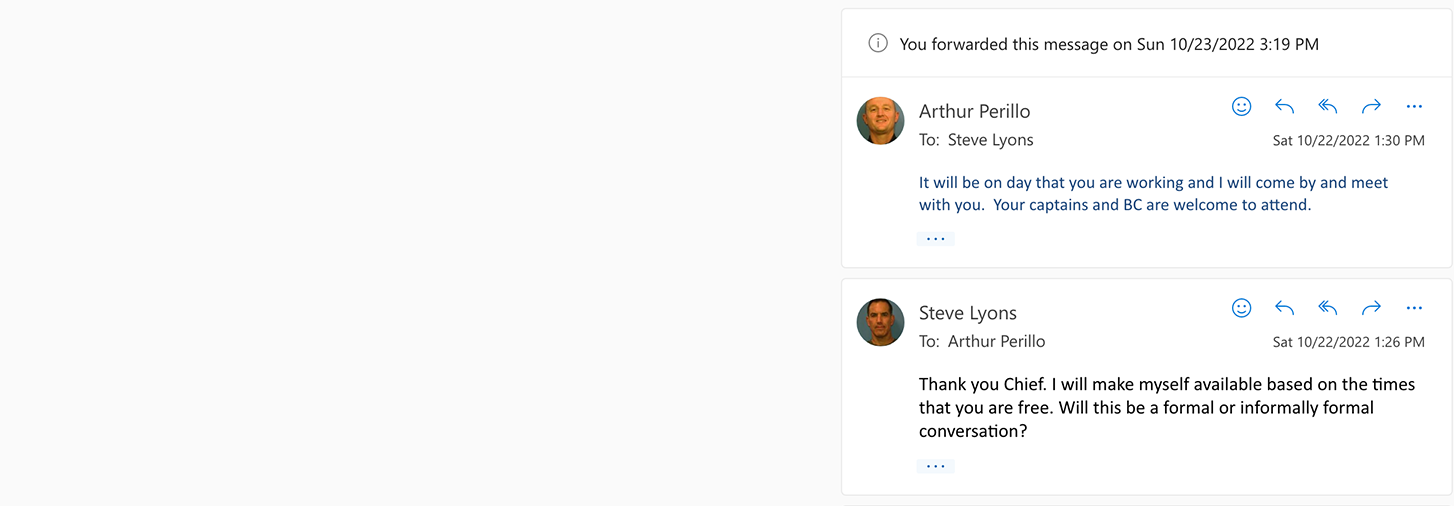 You forwarded this message on Sun 10/23/2022 3:19 PM
Arthur Perillo
To: Steve Lyons
Sat 10/22/2022 1:30 PM
It will be on day that you are working and I will come by and meet
with you.  Your captains and BC are welcome to attend.
...
Steve Lyons
To: Arthur Perillo
Sat 10/22/2022 1:26 PM
Thank you Chief. I will make myself available based on the times
that you are free. Will this be a formal or informally formal
conversation?
...